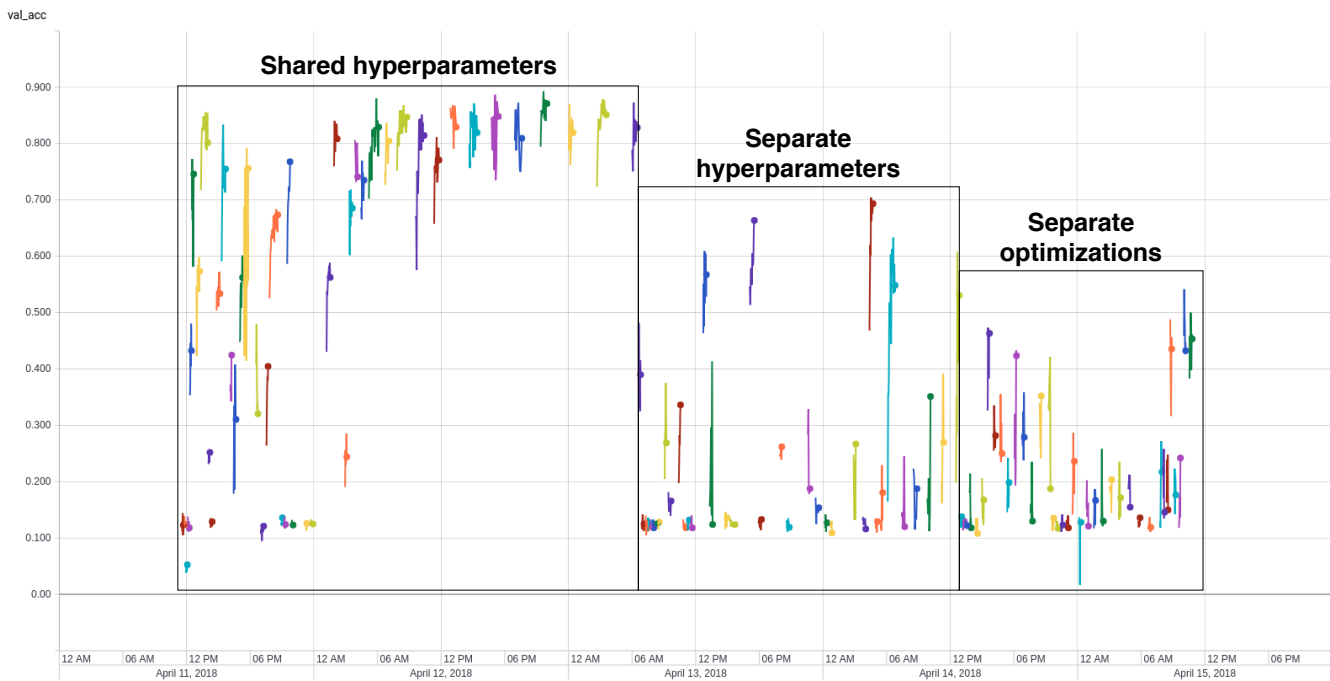 val_acc
Shared hyperparameters
Separate
hyperparameters
Separate
optimizations
0.900
0.800
0.700
0.600
0.500
0.400
0.300
0.200
0.100
0.00
12 AM 06 AM 12 PM 06 PM 12 AM 06 AM 12 PM 06 PM 12 AM 06 AM 12 PM 06 PM 12 AM 06 AM 12 PM 06 PM 12 AM 06 AM 12 PM 06 PM
April 11, 2018 April 12, 2018 April 13, 2018 April 14, 2018 April 15, 2018